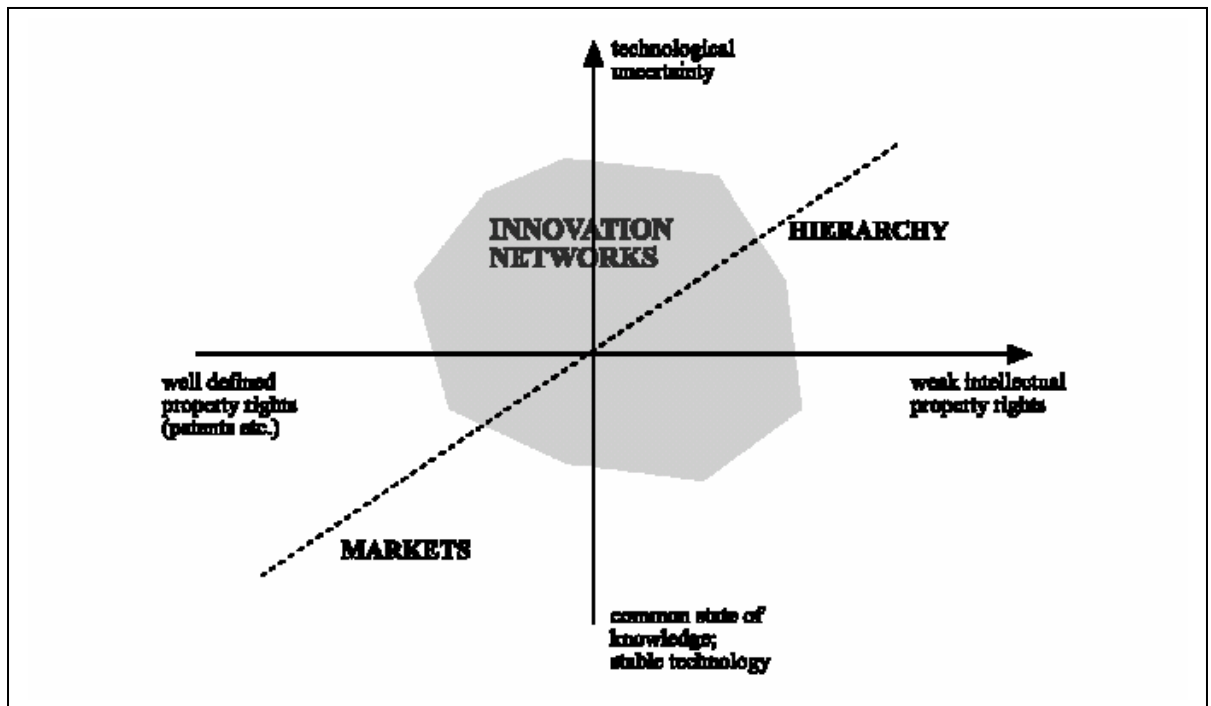 technological
uncertainty
INNOVATION
NETWORKS
HIERARCHY
well defined
property rights
(patents etc.)
weak intellectual
property rights
MARKETS
common state of
knowledge;
stable technology